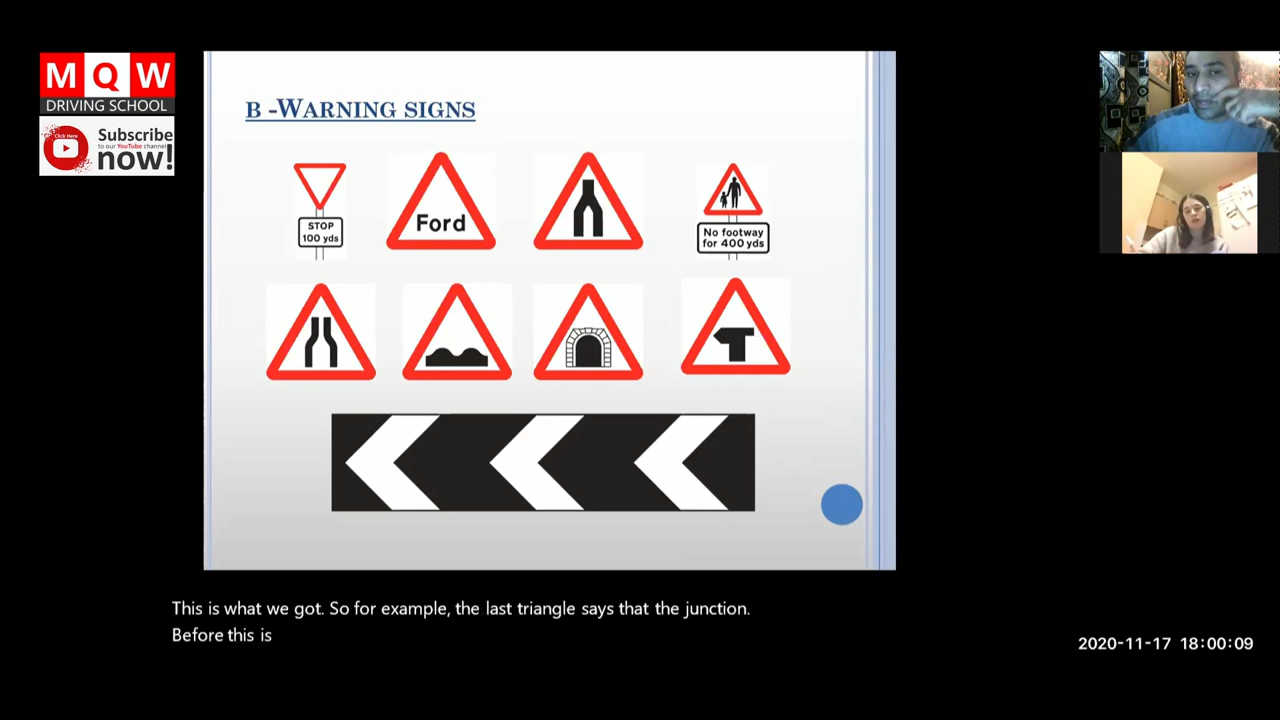 M Q W
DRIVING SCHOOL
Click Here
Subscribe
to our YouTube channel
now!
B -WARNING SIGNS
STOP
100 yds
Ford
No footway
for 400 yds
This is what we got. So for example, the last triangle says that the junction.
Before this is
2020-11-17 18:00:09